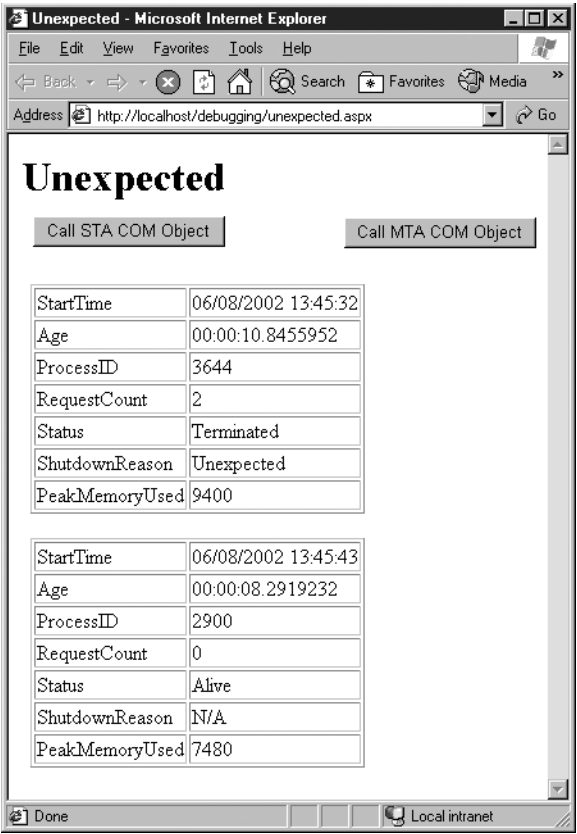 Unexpected - Microsoft Internet Explorer
File Edit View Favorites Tools Help
Back Search Favorites Media »
Address http://localhost/debugging/unexpected.aspx Go
Unexpected
Call STA COM Object Call MTA COM Object
StartTime 06/08/2002 13:45:32
Age 00:00:10.8455952
ProcessID 3644
RequestCount 2
Status Terminated
ShutdownReason Unexpected
PeakMemoryUsed 9400
StartTime 06/08/2002 13:45:43
Age 00:00:08.2919232
ProcessID 2900
RequestCount 0
Status Alive
ShutdownReason N/A
PeakMemoryUsed 7480
Done Local intranet